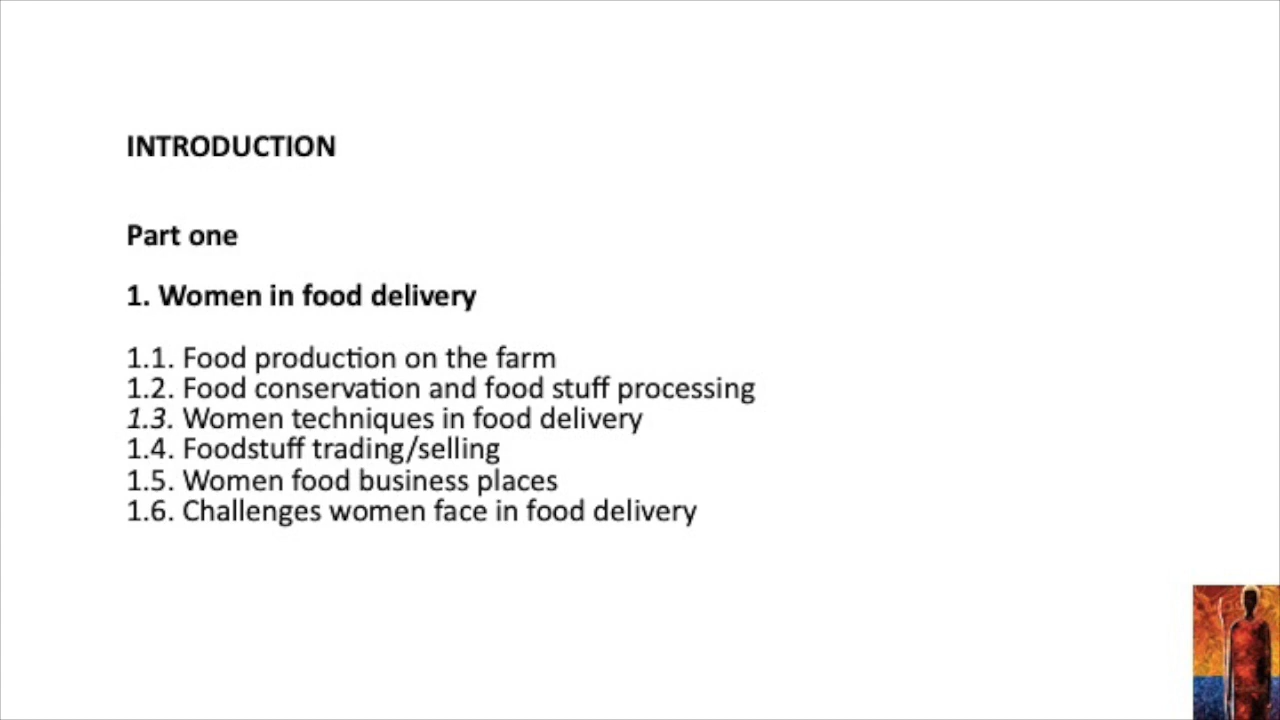 INTRODUCTION
Part one
1. Women in food delivery
1.1. Food production on the farm
1.2. Food conservation and food stuff processing
1.3. Women techniques in food delivery
1.4. Foodstuff trading/selling
1.5. Women food business places
1.6. Challenges women face in food delivery